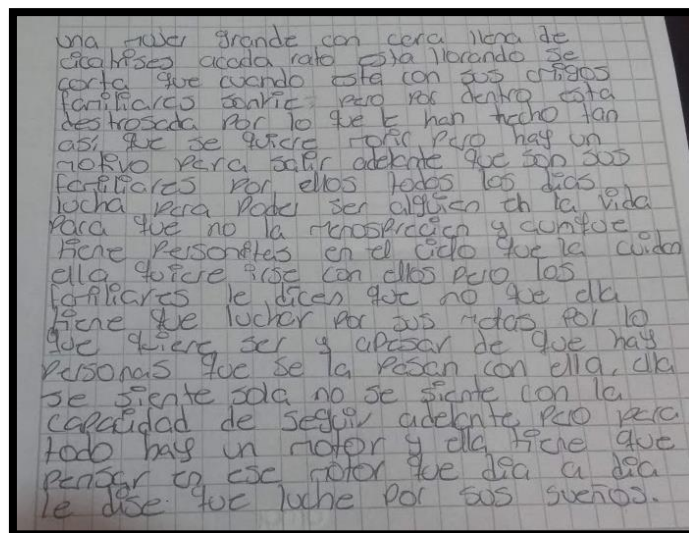 una mujer grande con cara llena de
cicatrises acada rato esta llorando se
corta que cuando esta con sus amigos
familiares sonrie pero por dentro esta
destrosada por lo que le han hecho tan
asi que se quiere morir pero hay un
motivo para salir adelante que son sus
familiares por ellos todos los dias
lucha para poder ser alguien en la vida
para que no la menosprecien y aunque
tiene personitas en el cielo que la cuidan
ella quiere irse con ellos pero los
familiares le dicen que no que ella
tiene que luchar por sus metas por lo
que quiere ser y apesar de que hay
personas que se la pasan con ella, ella
se siente sola no se siente con la
capacidad de seguir adelante pero para
todo hay un motor y ella tiene que
pensar en ese motor que dia a dia
le dise que luche por sus sueños.